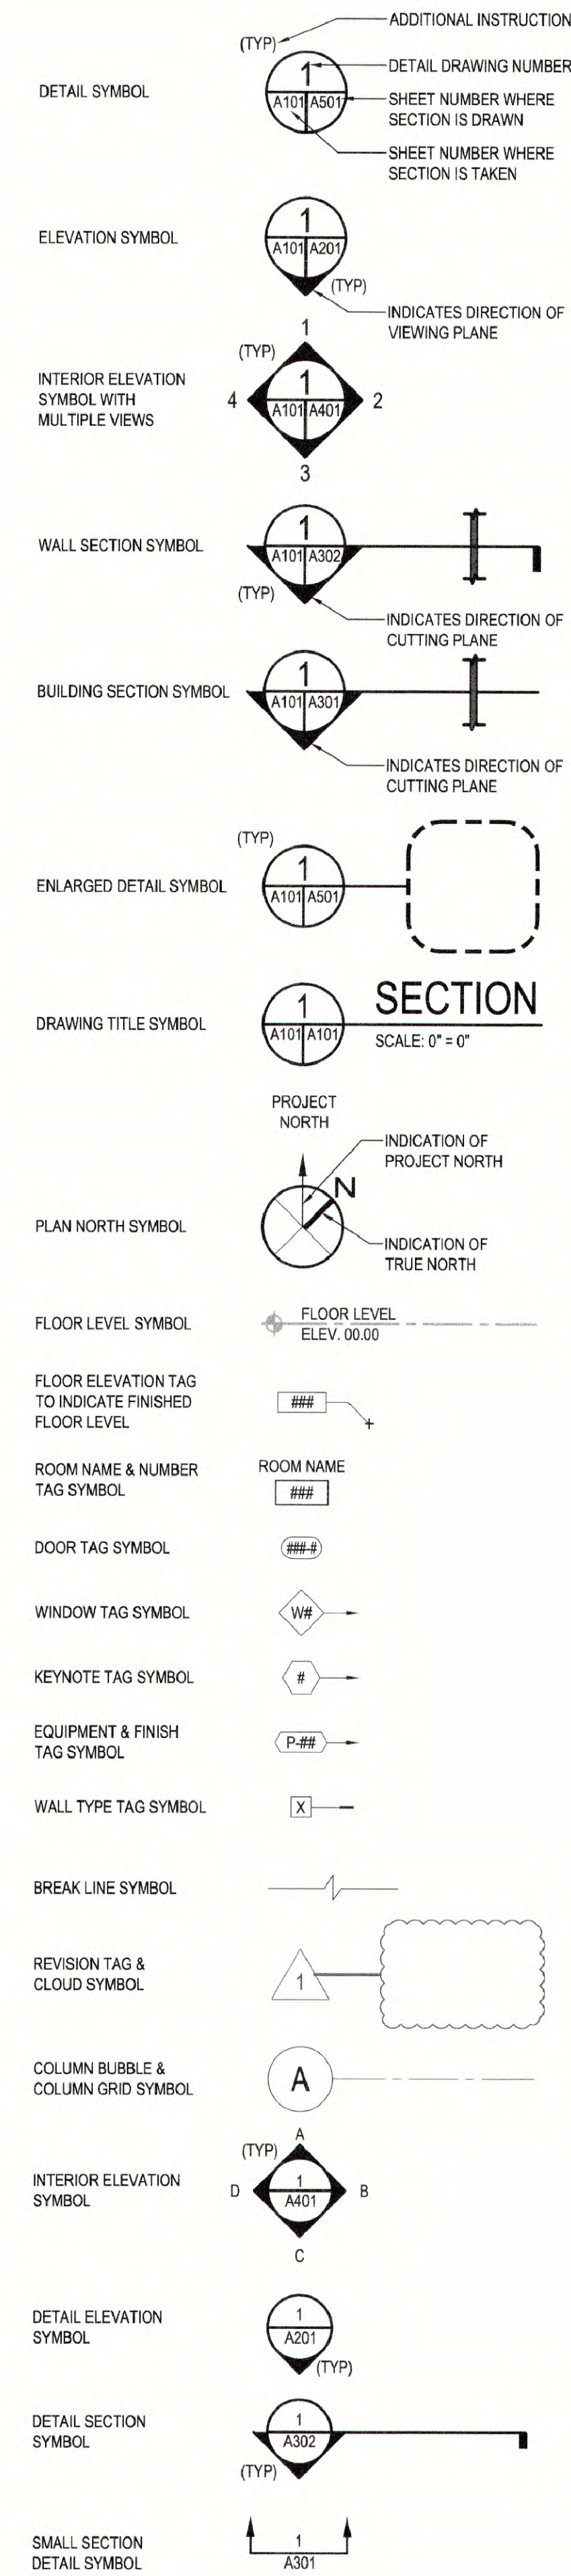 ADDITIONAL INSTRUCTION
(TYP)
DETAIL SYMBOL
1
A101 A501
DETAIL DRAWING NUMBER
SHEET NUMBER WHERE
SECTION IS DRAWN
SHEET NUMBER WHERE
SECTION IS TAKEN
ELEVATION SYMBOL
1
A101 A201
(TYP)
INDICATES DIRECTION OF
VIEWING PLANE
INTERIOR ELEVATION
SYMBOL WITH
MULTIPLE VIEWS
1
(TYP)
4
1
A101 A401
2
3
WALL SECTION SYMBOL
1
A101 A302
(TYP)
INDICATES DIRECTION OF
CUTTING PLANE
BUILDING SECTION SYMBOL
1
A101 A301
INDICATES DIRECTION OF
CUTTING PLANE
(TYP)
ENLARGED DETAIL SYMBOL
1
A101 A501
DRAWING TITLE SYMBOL
1
A101 A101
SECTION
SCALE: 0" = 0"
PROJECT
NORTH
PLAN NORTH SYMBOL
N
INDICATION OF
PROJECT NORTH
INDICATION OF
TRUE NORTH
FLOOR LEVEL SYMBOL
FLOOR LEVEL
ELEV. 00.00
FLOOR ELEVATION TAG
TO INDICATE FINISHED
FLOOR LEVEL
###
ROOM NAME & NUMBER
TAG SYMBOL
ROOM NAME
###
DOOR TAG SYMBOL
###-#
WINDOW TAG SYMBOL
W#
KEYNOTE TAG SYMBOL
#
EQUIPMENT & FINISH
TAG SYMBOL
P-##
WALL TYPE TAG SYMBOL
X
BREAK LINE SYMBOL
REVISION TAG &
CLOUD SYMBOL
1
COLUMN BUBBLE &
COLUMN GRID SYMBOL
A
INTERIOR ELEVATION
SYMBOL
A
(TYP)
D
1
A401
B
C
DETAIL ELEVATION
SYMBOL
1
A201
(TYP)
DETAIL SECTION
SYMBOL
1
A302
(TYP)
SMALL SECTION
DETAIL SYMBOL
1
A301